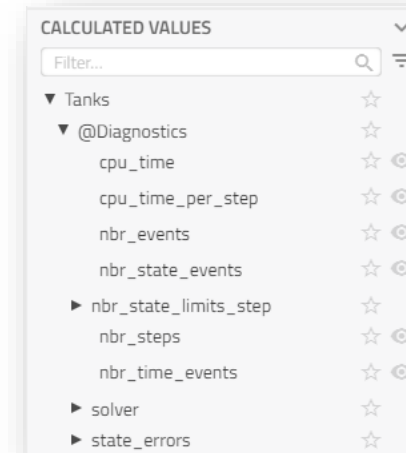 CALCULATED VALUES
Filter...
Tanks
@Diagnostics
cpu_time
cpu_time_per_step
nbr_events
nbr_state_events
nbr_state_limits_step
nbr_steps
nbr_time_events
solver
state_errors